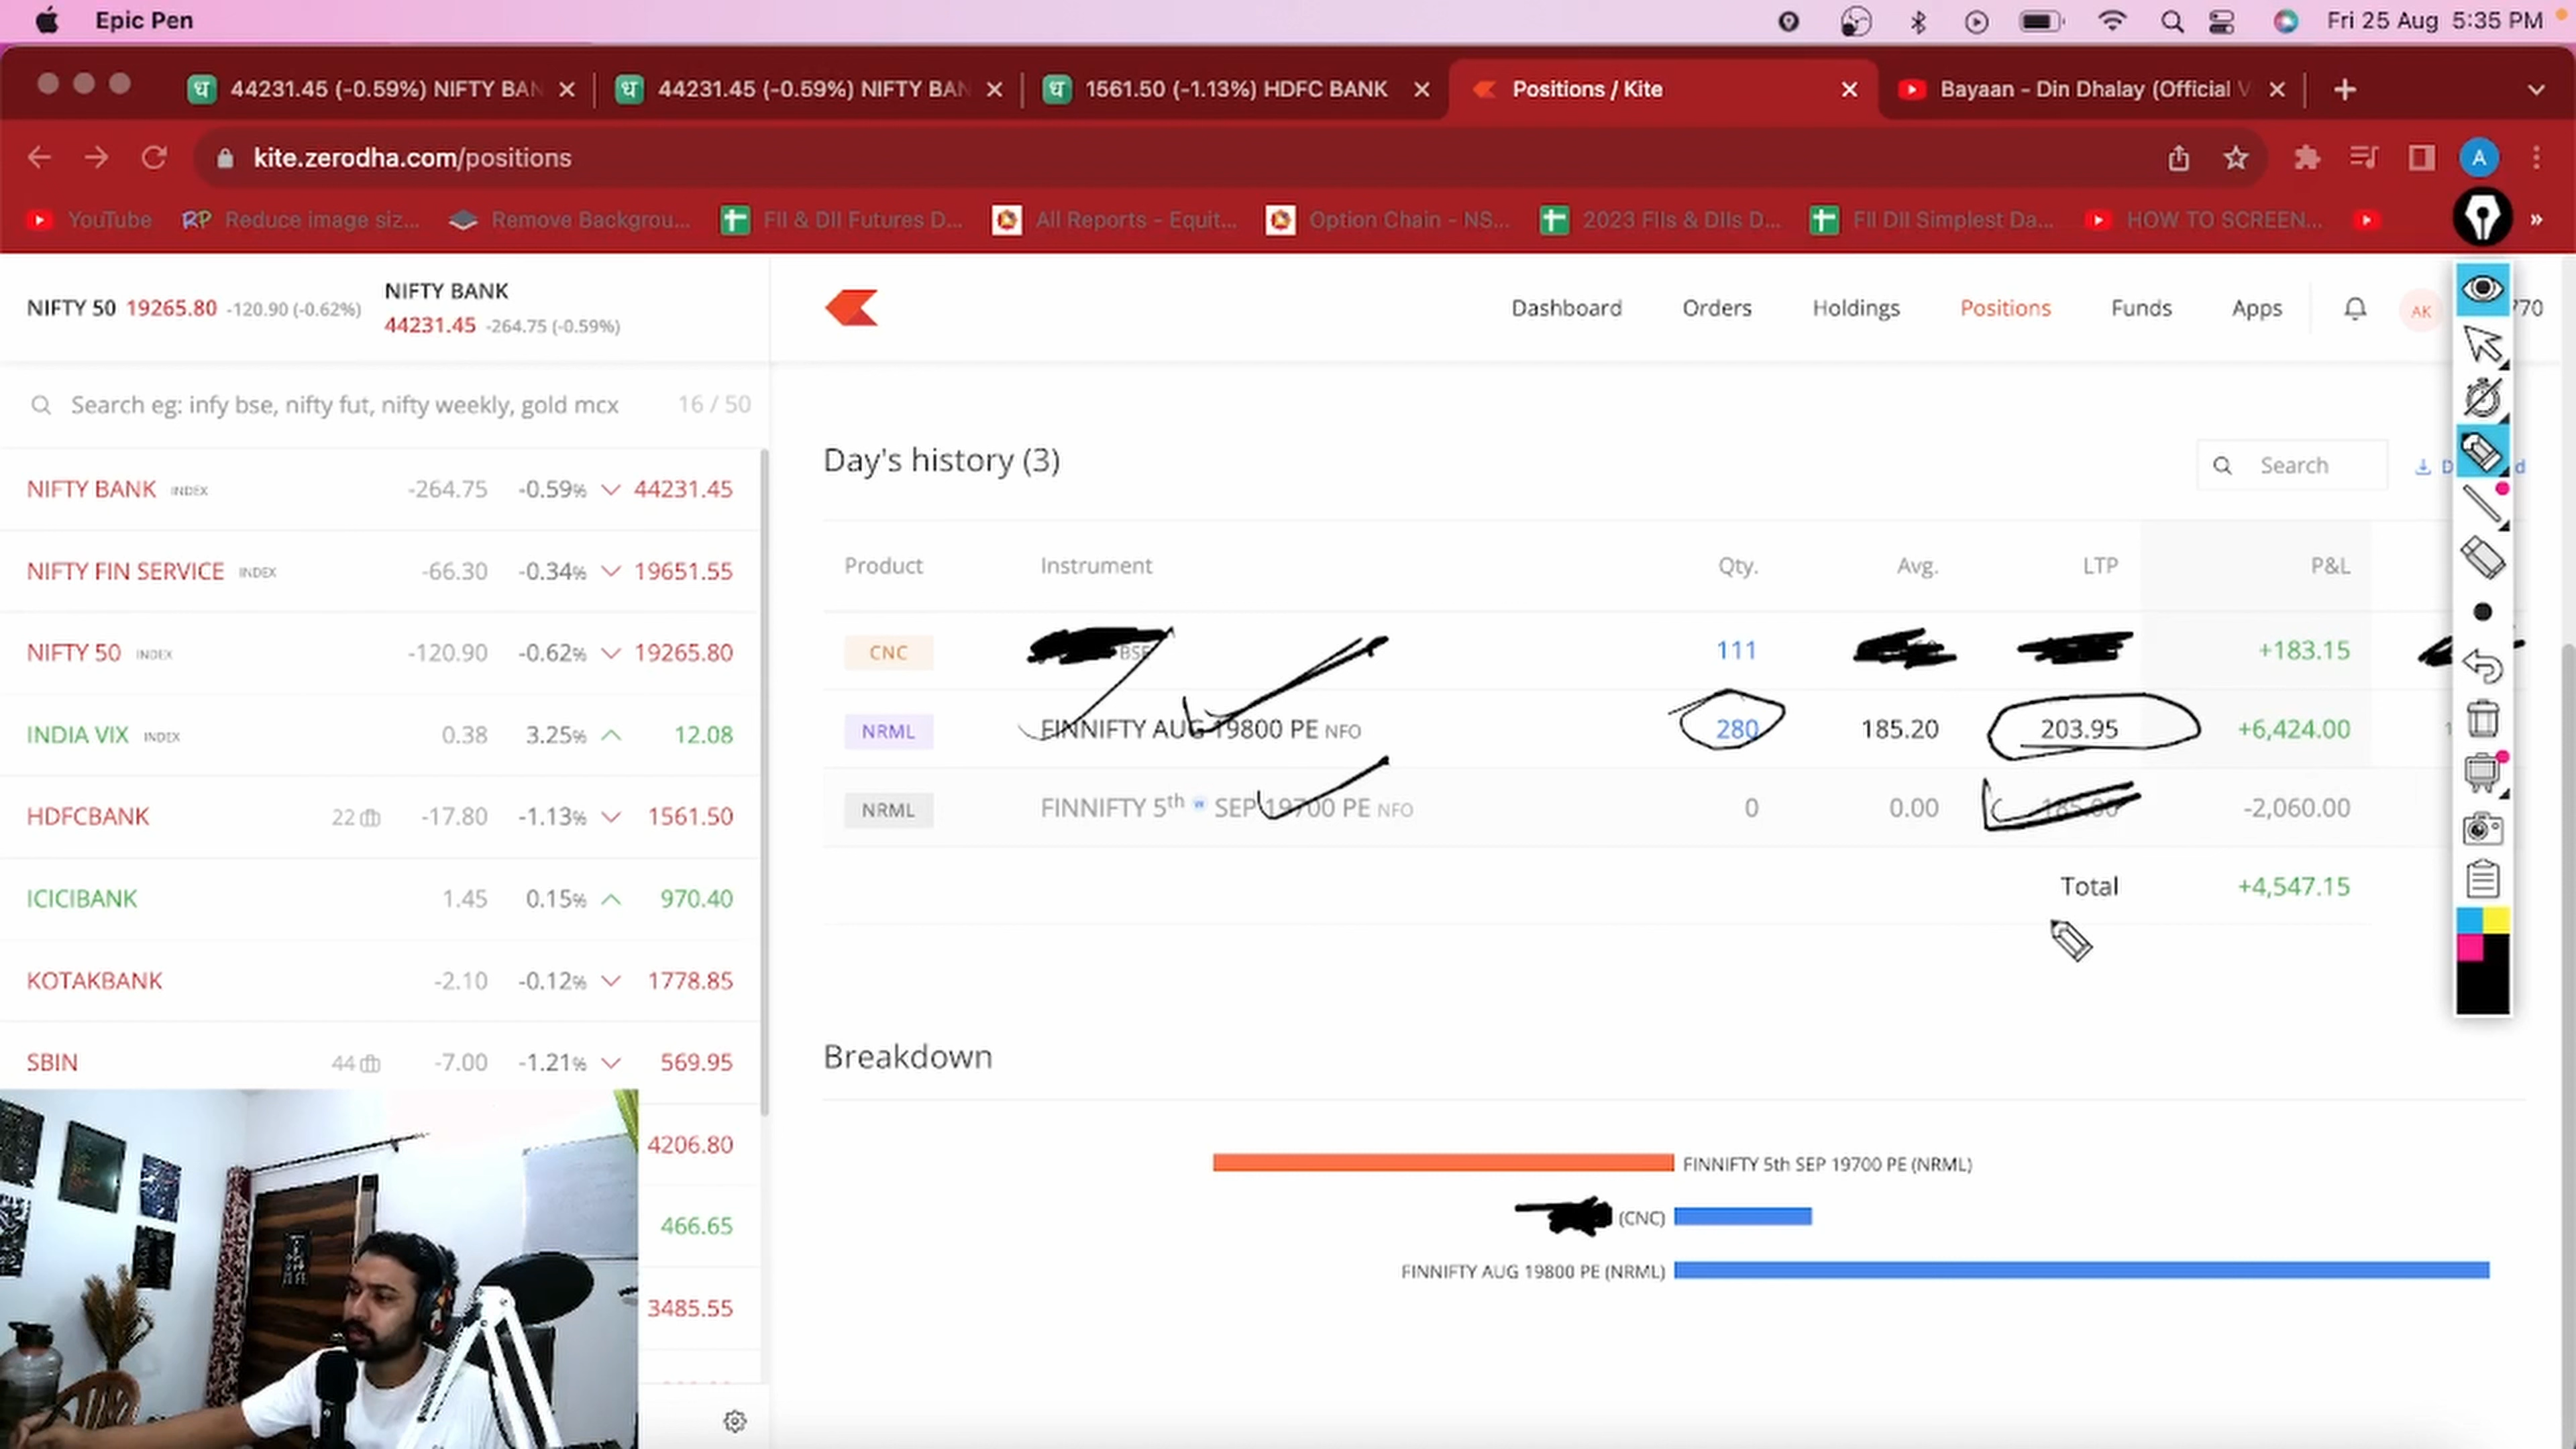 Epic Pen Fri 25 Aug 5:35 PM
ध 44231.45 (-0.59%) NIFTY BAN ध 44231.45 (-0.59%) NIFTY BAN ध 1561.50 (-1.13%) HDFC BANK Positions / Kite Bayaan - Din Dhalay (Official V
kite.zerodha.com/positions A
YouTube RP Reduce image siz... Remove Backgrou... FII & DII Futures D... All Reports - Equit... Option Chain - NS... 2023 FIIs & DIIs D... FII DII Simplest Da... HOW TO SCREEN... »
NIFTY 50 19265.80 -120.90 (-0.62%)
NIFTY BANK
44231.45 -264.75 (-0.59%)
Dashboard Orders Holdings Positions Funds Apps AK 770
Search eg: infy bse, nifty fut, nifty weekly, gold mcx 16 / 50
NIFTY BANK INDEX -264.75 -0.59% 44231.45
NIFTY FIN SERVICE INDEX -66.30 -0.34% 19651.55
NIFTY 50 INDEX -120.90 -0.62% 19265.80
INDIA VIX INDEX 0.38 3.25% 12.08
HDFCBANK 22 -17.80 -1.13% 1561.50
ICICIBANK 1.45 0.15% 970.40
KOTAKBANK -2.10 -0.12% 1778.85
SBIN 44 -7.00 -1.21% 569.95
4206.80
466.65
3485.55
Day's history (3) Search
Product Instrument Qty. Avg. LTP P&L
CNC BSE 111 +183.15
NRML FINNIFTY AUG 19800 PE NFO 280 185.20 203.95 +6,424.00
NRML FINNIFTY 5th w SEP 19700 PE NFO 0 0.00 -2,060.00
Total +4,547.15
Breakdown
FINNIFTY 5th SEP 19700 PE (NRML)
(CNC)
FINNIFTY AUG 19800 PE (NRML)